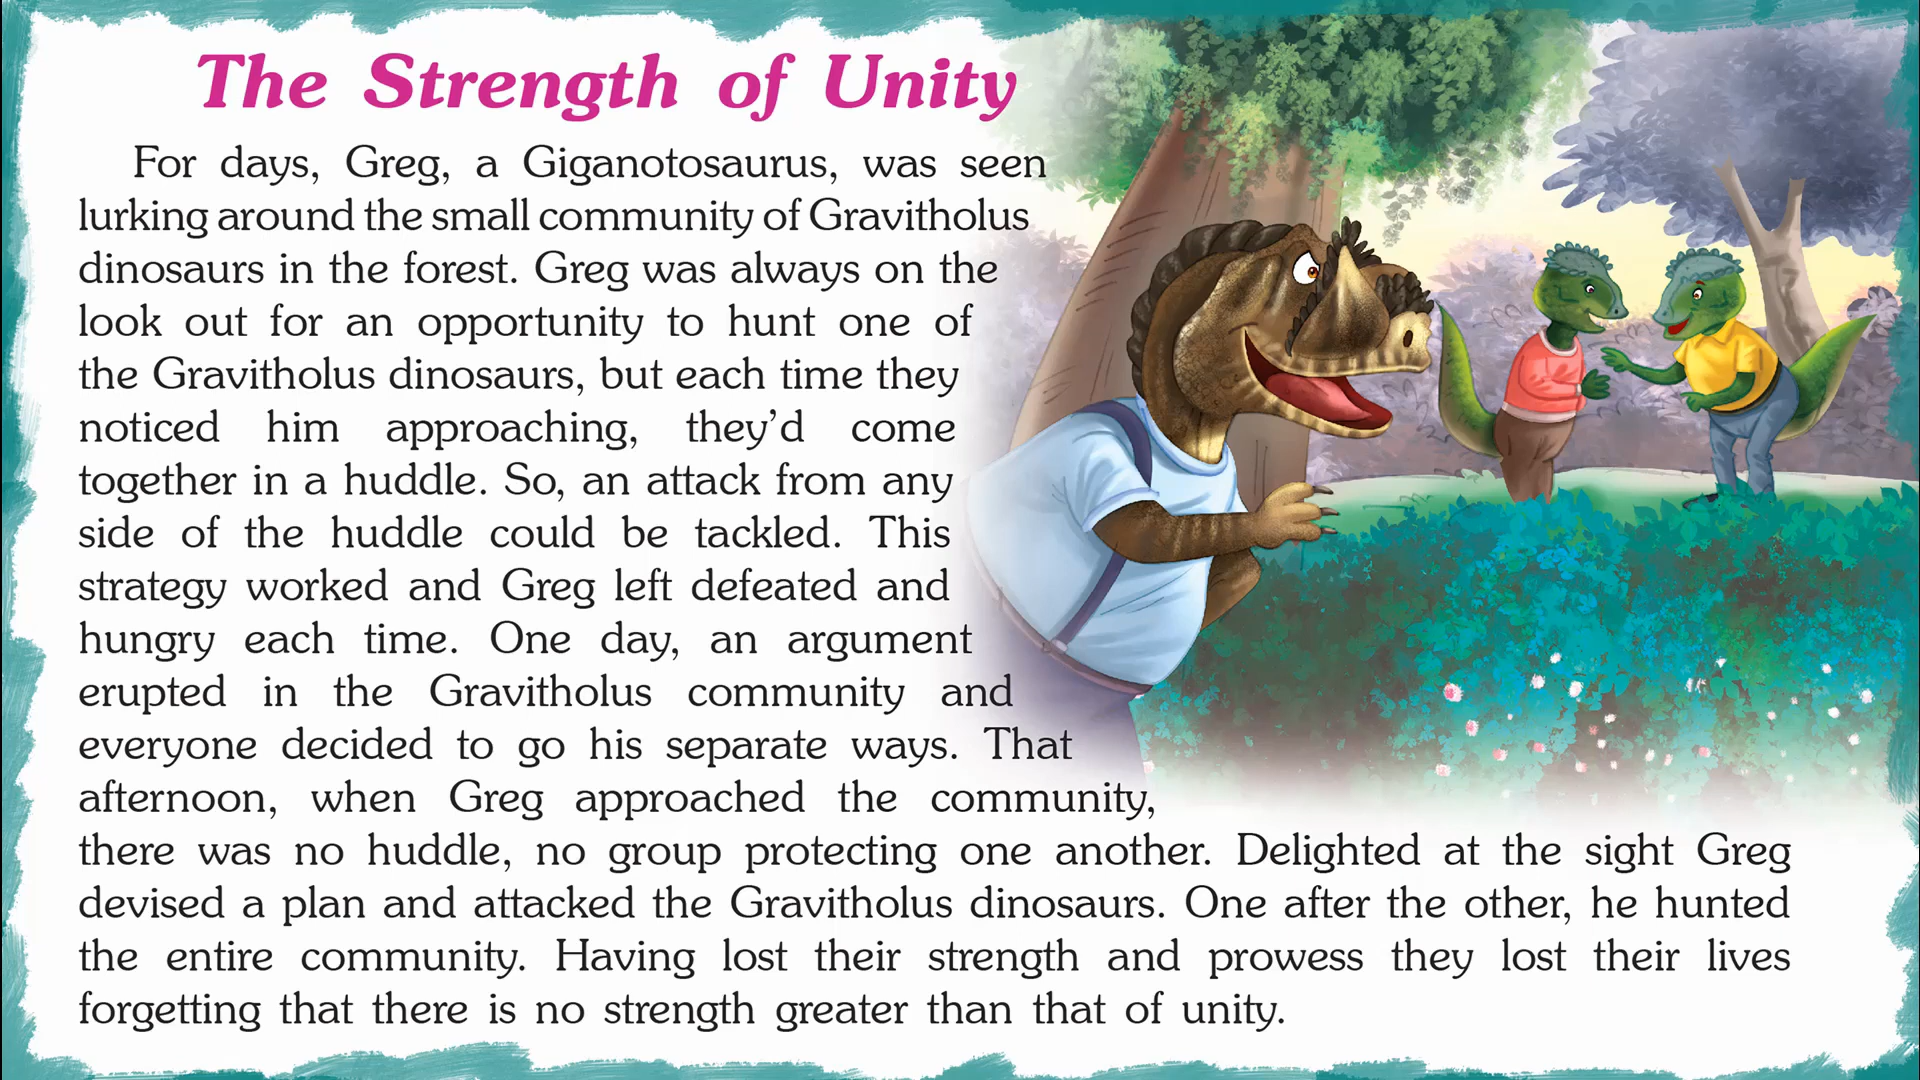 The Strength of Unity
For days, Greg, a Giganotosaurus, was seen
lurking around the small community of Gravitholus
dinosaurs in the forest. Greg was always on the
look out for an opportunity to hunt one of
the Gravitholus dinosaurs, but each time they
noticed him approaching, they’d come
together in a huddle. So, an attack from any
side of the huddle could be tackled. This
strategy worked and Greg left defeated and
hungry each time. One day, an argument
erupted in the Gravitholus community and
everyone decided to go his separate ways. That
afternoon, when Greg approached the community,
there was no huddle, no group protecting one another. Delighted at the sight Greg
devised a plan and attacked the Gravitholus dinosaurs. One after the other, he hunted
the entire community. Having lost their strength and prowess they lost their lives
forgetting that there is no strength greater than that of unity.